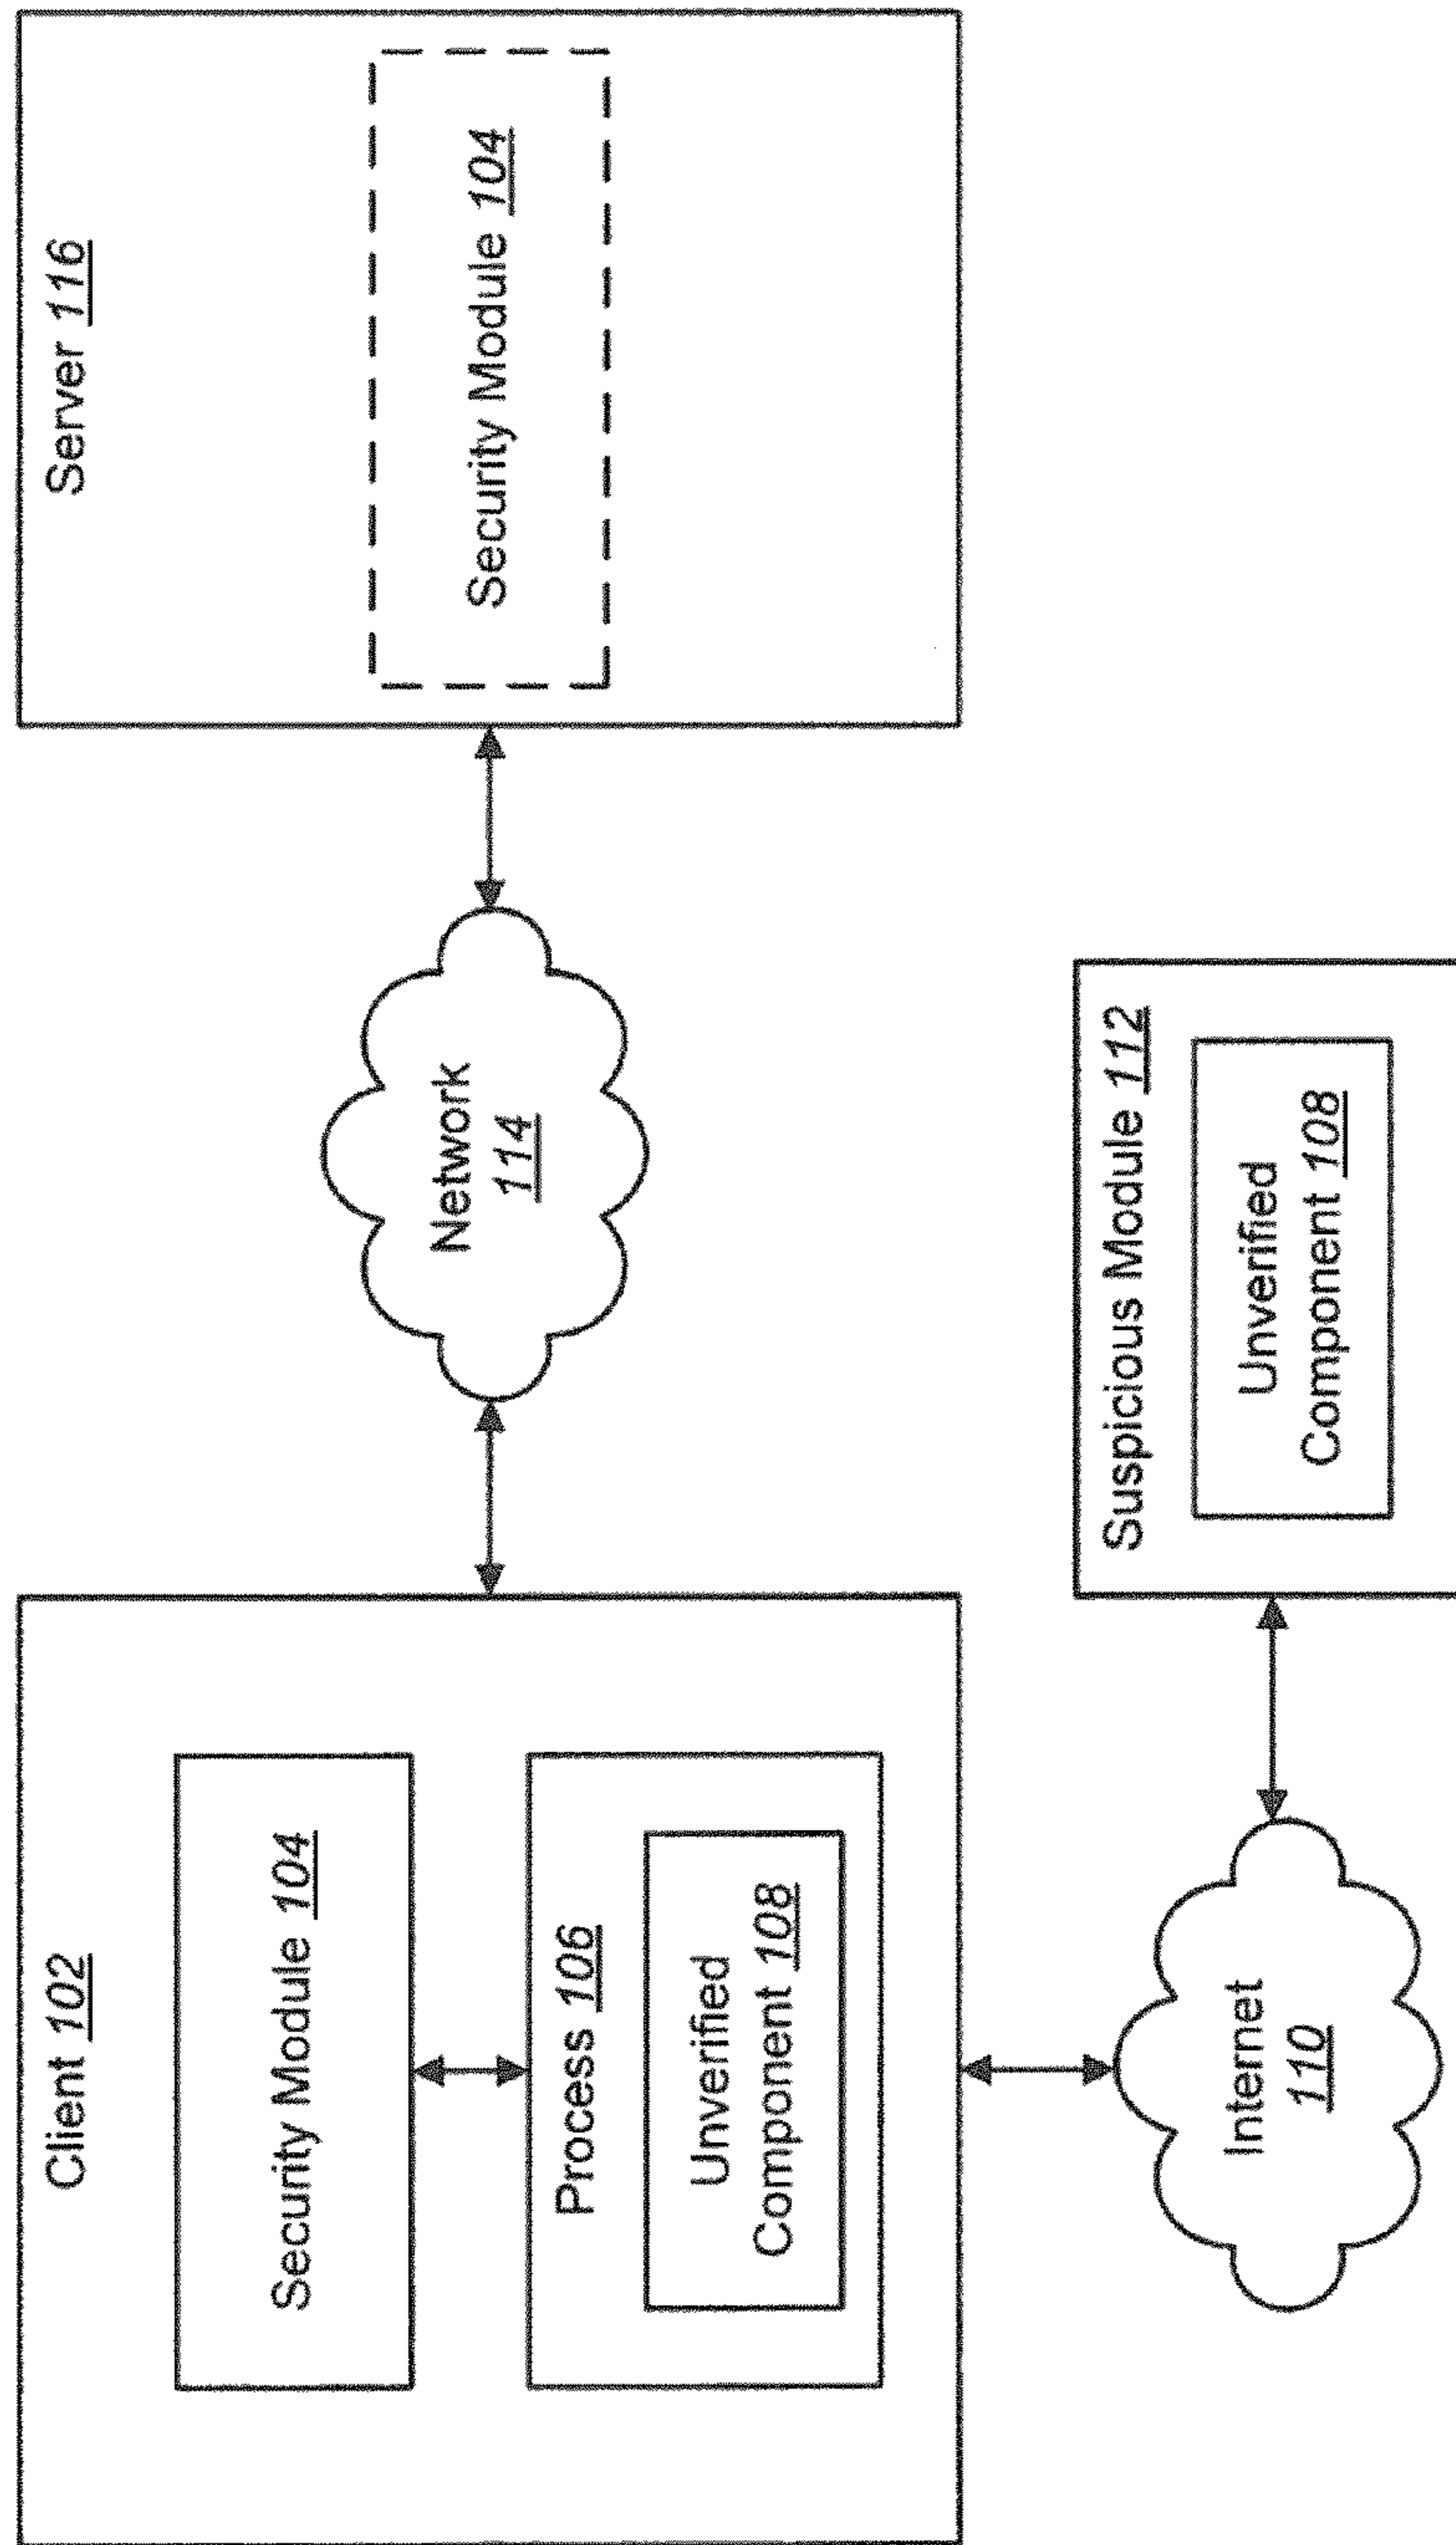 Client 102
Security Module 104
Process 106
Unverified
Component 108
Network
114
Server 116
Security Module 104
Internet
110
Suspicious Module 112
Unverified
Component 108